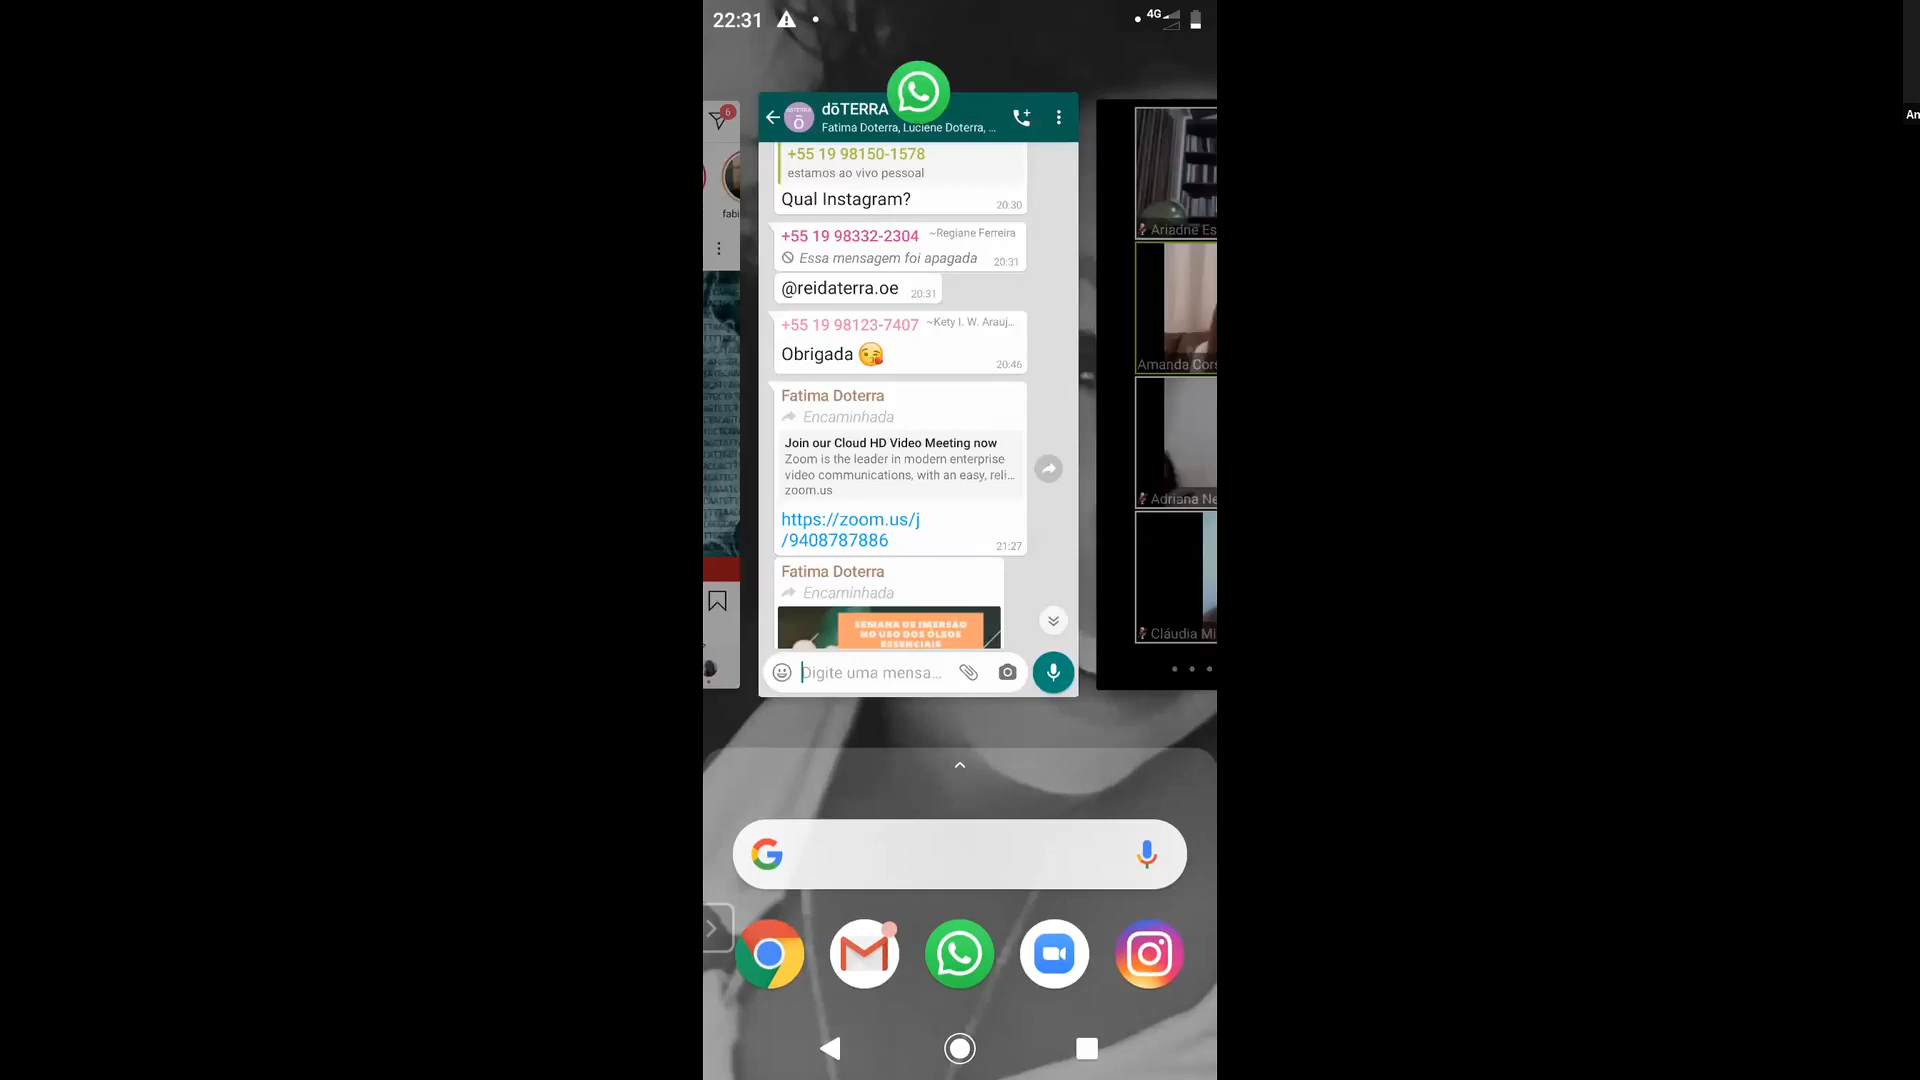 22:31
4G
An
6
fabi
dōTERRA
Fatima Doterra, Luciene Doterra, ...
+55 19 98150-1578
estamos ao vivo pessoal
Qual Instagram?
20:30
+55 19 98332-2304 ~Regiane Ferreira
Essa mensagem foi apagada
20:31
@reidaterra.oe
20:31
+55 19 98123-7407 ~Kety I. W. Arauj...
Obrigada
20:46
Fatima Doterra
Encaminhada
Join our Cloud HD Video Meeting now
Zoom is the leader in modern enterprise
video communications, with an easy, reli...
zoom.us
https://zoom.us/j
/9408787886
21:27
Fatima Doterra
Encaminhada
SEMANA DE IMERSÃO
NO USO DOS ÓLEOS
ESSENCIAIS
Digite uma mensa...
Ariadne Es
Amanda Cors
Adriana Ne
Cláudia Mi